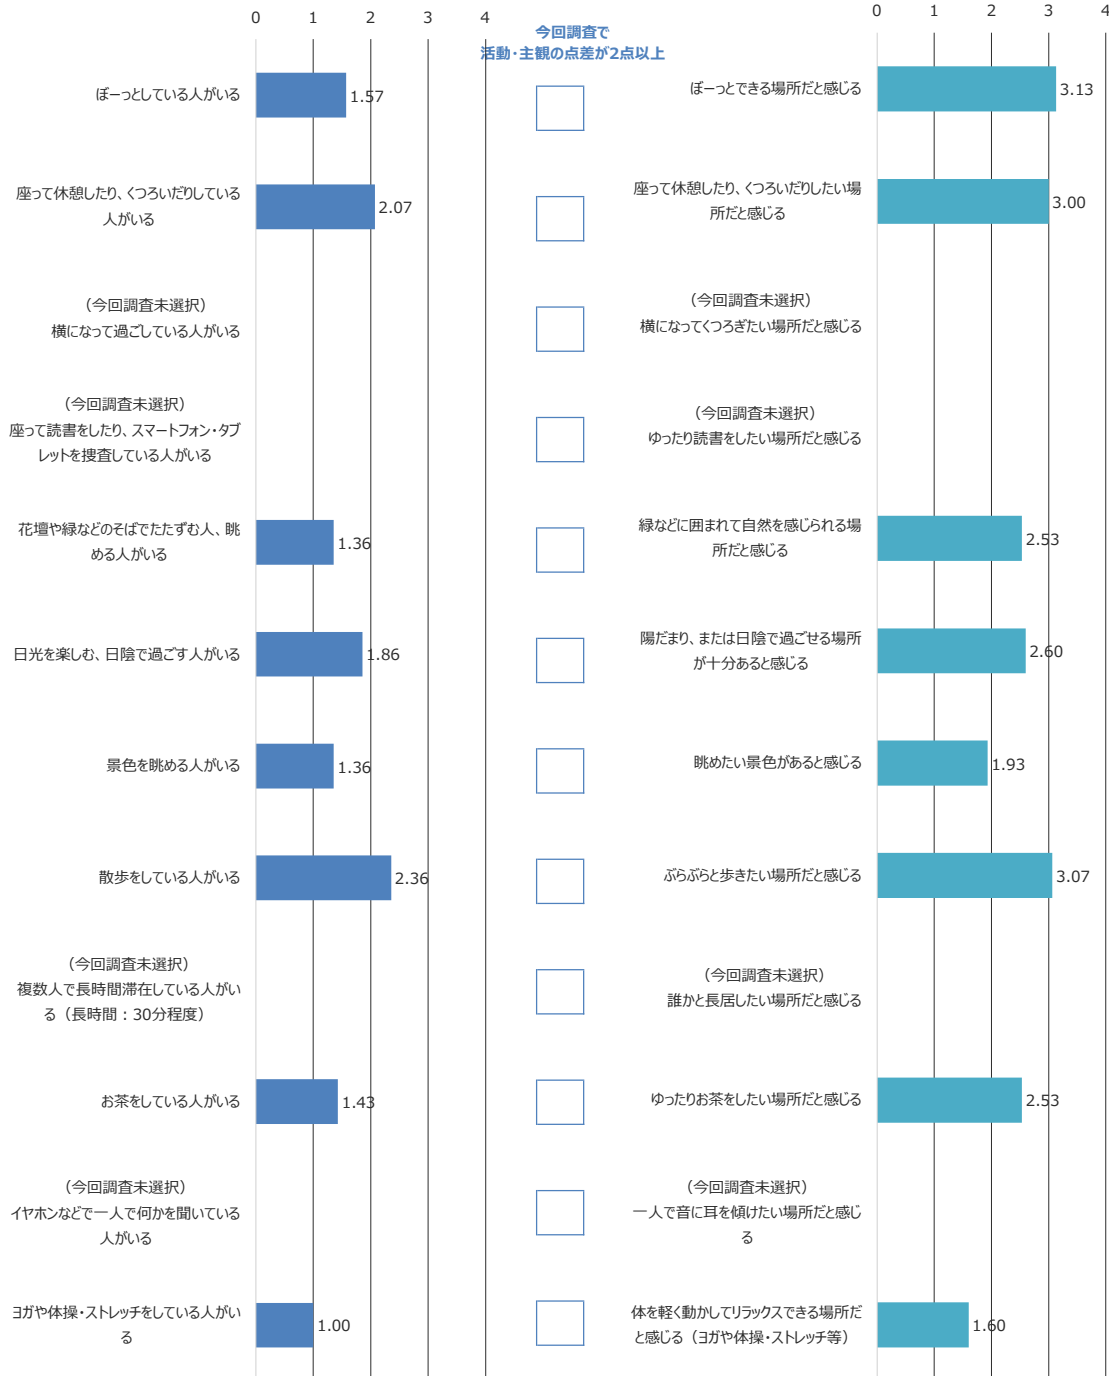 0 1 2 3 4
今回調査で
活動・主観の点差が2点以上
0 1 2 3 4
ぼーっとしている人がいる
1.57
ぼーっとできる場所だと感じる
3.13
座って休憩したり、くつろいだりしている
人がいる
2.07
座って休憩したり、くつろいだりしたい場
所だと感じる
3.00
（今回調査未選択）
横になって過ごしている人がいる
（今回調査未選択）
横になってくつろぎたい場所だと感じる
（今回調査未選択）
座って読書をしたり、スマートフォン・タブ
レットを捜査している人がいる
（今回調査未選択）
ゆったり読書をしたい場所だと感じる
花壇や緑などのそばでたたずむ人、眺
める人がいる
1.36
緑などに囲まれて自然を感じられる場
所だと感じる
2.53
日光を楽しむ、日陰で過ごす人がいる
1.86
陽だまり、または日陰で過ごせる場所
が十分あると感じる
2.60
景色を眺める人がいる
1.36
眺めたい景色があると感じる
1.93
散歩をしている人がいる
2.36
ぶらぶらと歩きたい場所だと感じる
3.07
（今回調査未選択）
複数人で長時間滞在している人がい
る（長時間：30分程度）
（今回調査未選択）
誰かと長居したい場所だと感じる
お茶をしている人がいる
1.43
ゆったりお茶をしたい場所だと感じる
2.53
（今回調査未選択）
イヤホンなどで一人で何かを聞いている
人がいる
（今回調査未選択）
一人で音に耳を傾けたい場所だと感じ
る
ヨガや体操・ストレッチをしている人がい
る
1.00
体を軽く動かしてリラックスできる場所だ
と感じる（ヨガや体操・ストレッチ等）
1.60